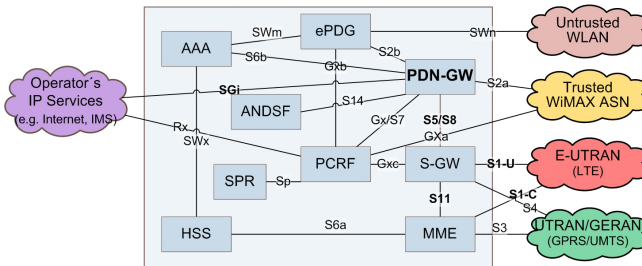 ePDG
SWn
Untrusted
WLAN
SWm
AAA
S6b
S2b
Gxb
PDN-GW
S2a
Trusted
WiMAX ASN
Operator´s
IP Services
(e.g. Internet, IMS)
SGi
ANDSF
S14
Gx/S7
S5/S8
GXa
Rx
SWx
PCRF
Gxc
S-GW
S1-U
E-UTRAN
(LTE)
SPR
Sp
S11
S1-C
S4
HSS
S6a
MME
S3
UTRAN/GERAN
(GPRS/UMTS)